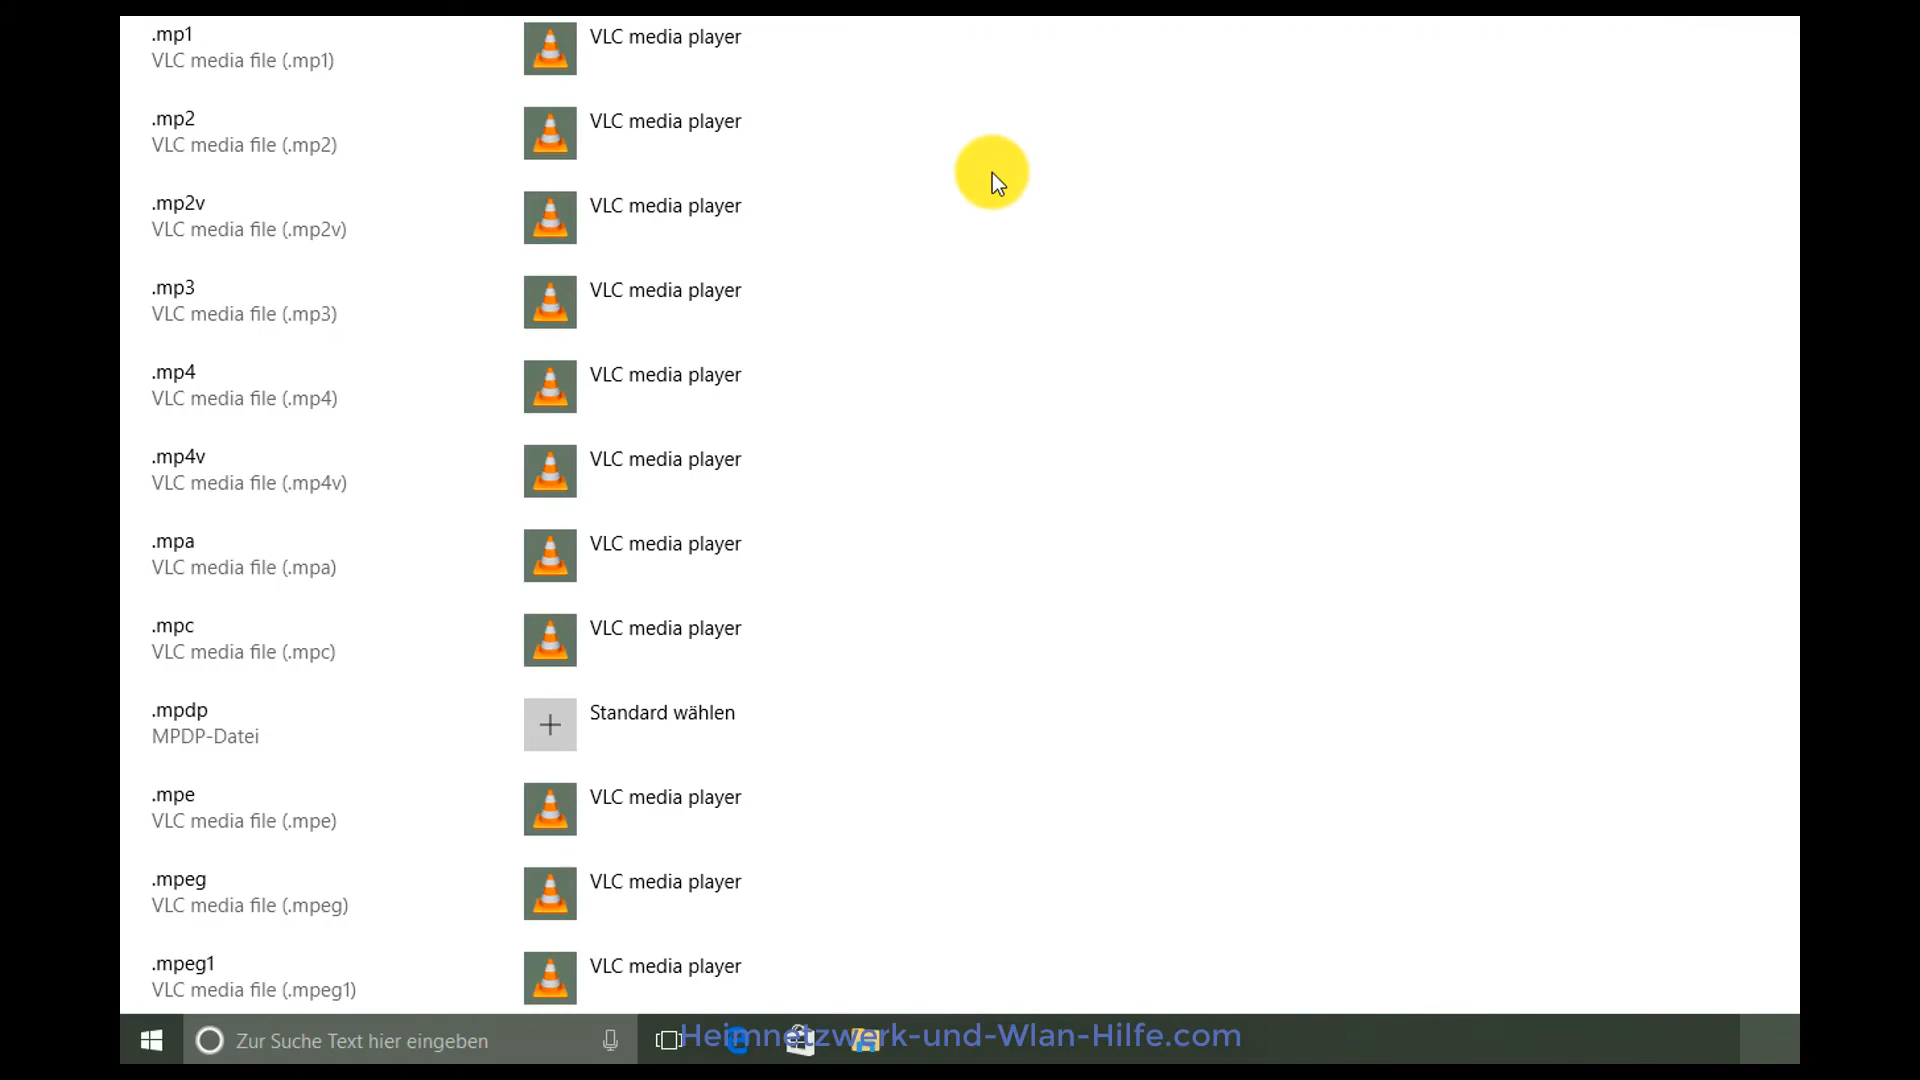 .mp1
VLC media player
VLC media file (.mp1)
.mp2
VLC media player
VLC media file (.mp2)
.mp2v
VLC media player
VLC media file (.mp2v)
.mp3
VLC media player
VLC media file (.mp3)
.mp4
VLC media player
VLC media file (.mp4)
.mp4v
VLC media player
VLC media file (.mp4v)
.mpa
VLC media player
VLC media file (.mpa)
.mpc
VLC media player
VLC media file (.mpc)
.mpdp
Standard wählen
MPDP-Datei
.mpe
VLC media player
VLC media file (.mpe)
.mpeg
VLC media player
VLC media file (.mpeg)
.mpeg1
VLC media player
VLC media file (.mpeg1)
Zur Suche Text hier eingeben
Heimnetzwerk-und-Wlan-Hilfe.com